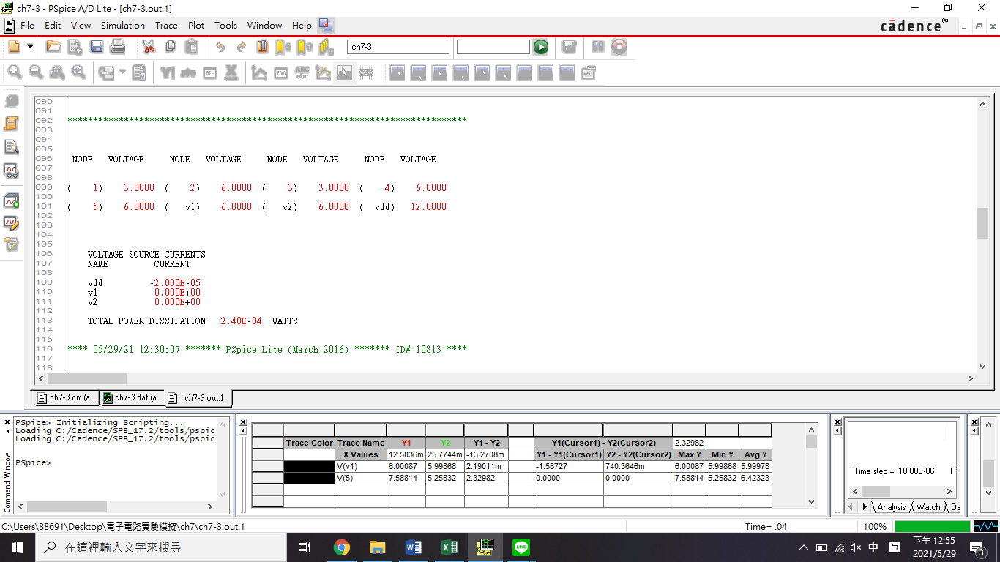 ch7-3 - PSpice A/D Lite - [ch7-3.out.1]
File Edit View Simulation Trace Plot Tools Window Help
cādence®
ch7-3
090
091
092 ******************************************************************************
093
094
095
096 NODE VOLTAGE NODE VOLTAGE NODE VOLTAGE NODE VOLTAGE
097
098
099 ( 1) 3.0000 ( 2) 6.0000 ( 3) 3.0000 ( 4) 6.0000
100
101 ( 5) 6.0000 ( v1) 6.0000 ( v2) 6.0000 ( vdd) 12.0000
102
103
104
105
106 VOLTAGE SOURCE CURRENTS
107 NAME CURRENT
108
109 vdd -2.000E-05
110 v1 0.000E+00
111 v2 0.000E+00
112
113 TOTAL POWER DISSIPATION 2.40E-04 WATTS
114
115
116 **** 05/29/21 12:30:07 ******* PSpice Lite (March 2016) ******* ID# 10813 ****
117
118
ch7-3.cir (a... ch7-3.dat (a... ch7-3.out.1
Command Window
PSpice> Initializing Scripting...
Loading C:/Cadence/SPB_17.2/tools/pspic
Loading C:/Cadence/SPB_17.2/tools/pspic
PSpice>
Trace Color Trace Name Y1 Y2 Y1 - Y2 Y1(Cursor1) - Y2(Cursor2) 2.32982
X Values 12.5036m 25.7744m -13.2708m Y1 - Y1(Cursor1) Y2 - Y2(Cursor2) Max Y Min Y Avg Y
V(v1) 6.00087 5.99868 2.19011m -1.58727 740.3646m 6.00087 5.99868 5.99978
V(5) 7.58814 5.25832 2.32982 0.0000 0.0000 7.58814 5.25832 6.42323
Time step = 10.00E-06 Ti
Analysis Watch De
C:\Users\88691\Desktop\電子電路實驗模擬\ch7\ch7-3.out.1
Time= .04
100%
在這裡輸入文字來搜尋
中
下午 12:55
2021/5/29
3